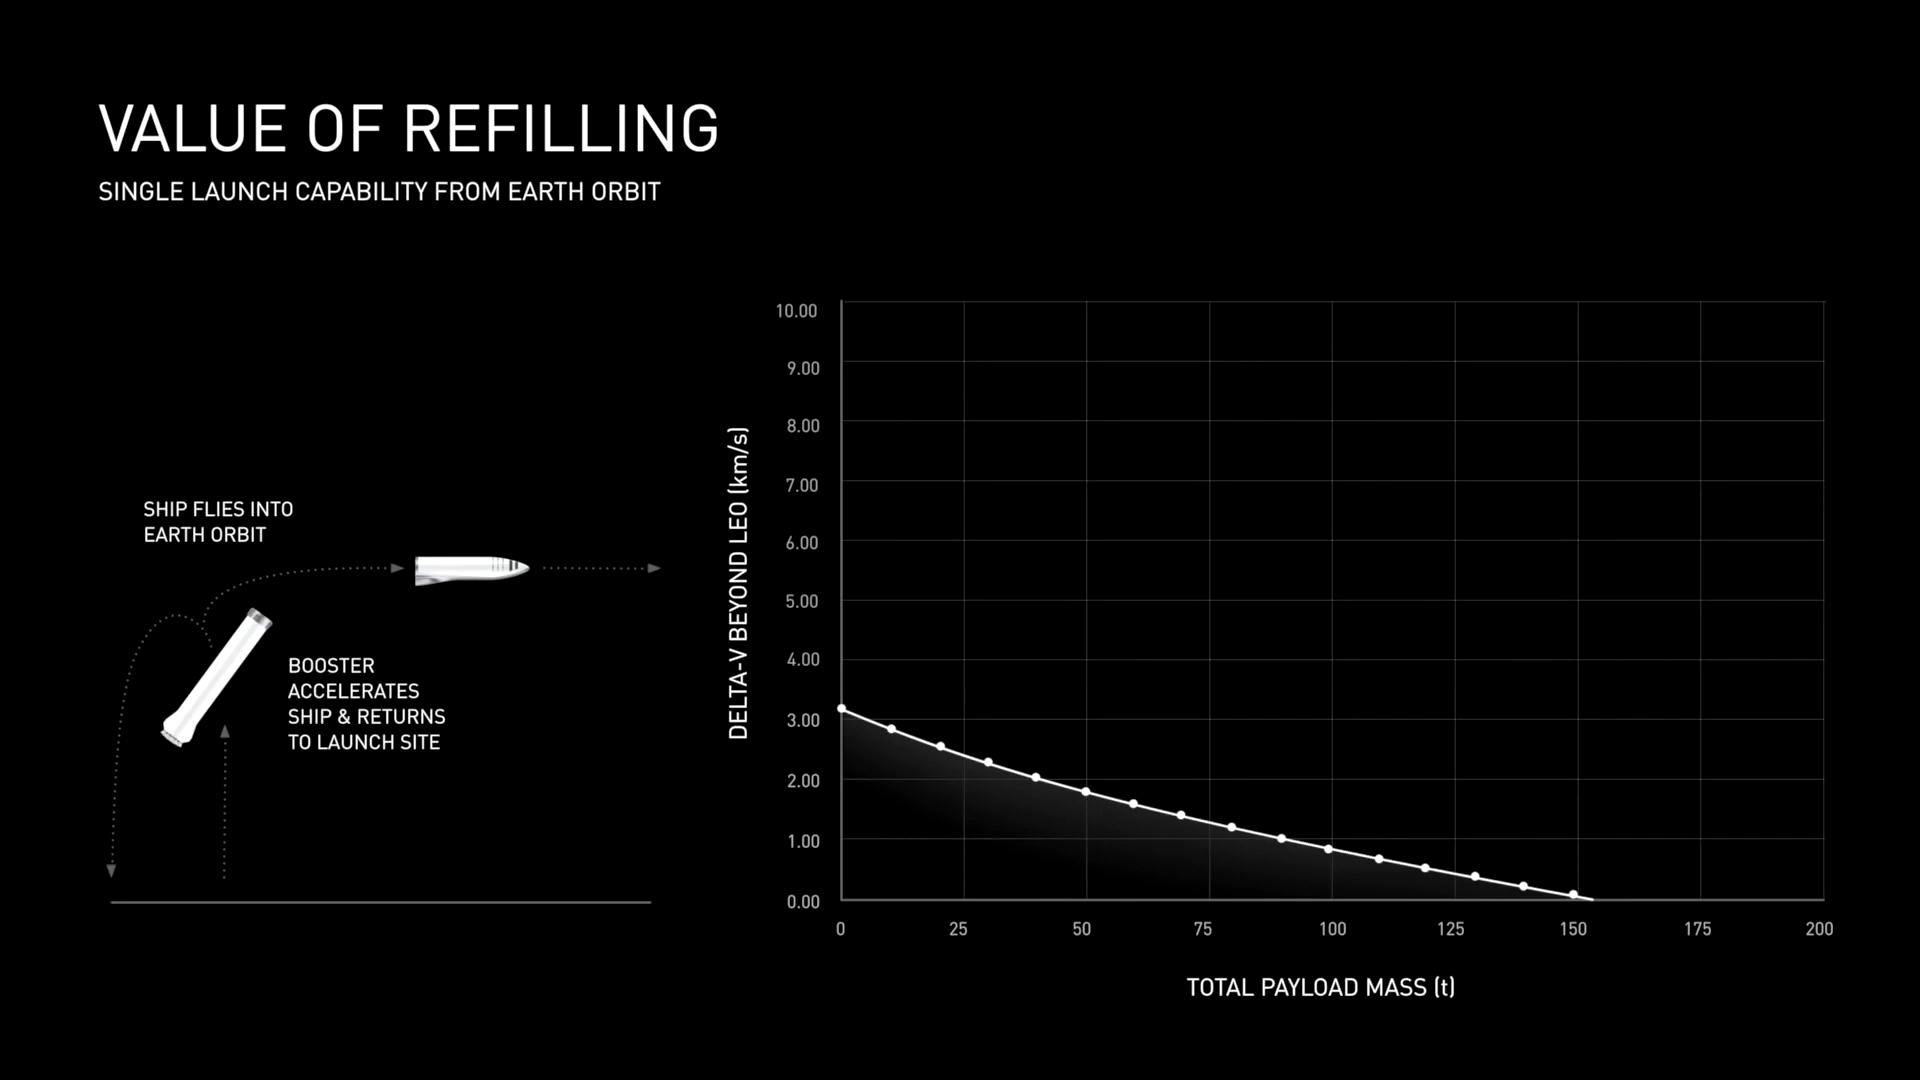 VALUE OF REFILLING
SINGLE LAUNCH CAPABILITY FROM EARTH ORBIT
SHIP FLIES INTO
EARTH ORBIT
BOOSTER
ACCELERATES
SHIP & RETURNS
TO LAUNCH SITE
DELTA-V BEYOND LEO (km/s)
10.00
9.00
8.00
7.00
6.00
5.00
4.00
3.00
2.00
1.00
0.00
0 25 50 75 100 125 150 175 200
TOTAL PAYLOAD MASS (t)